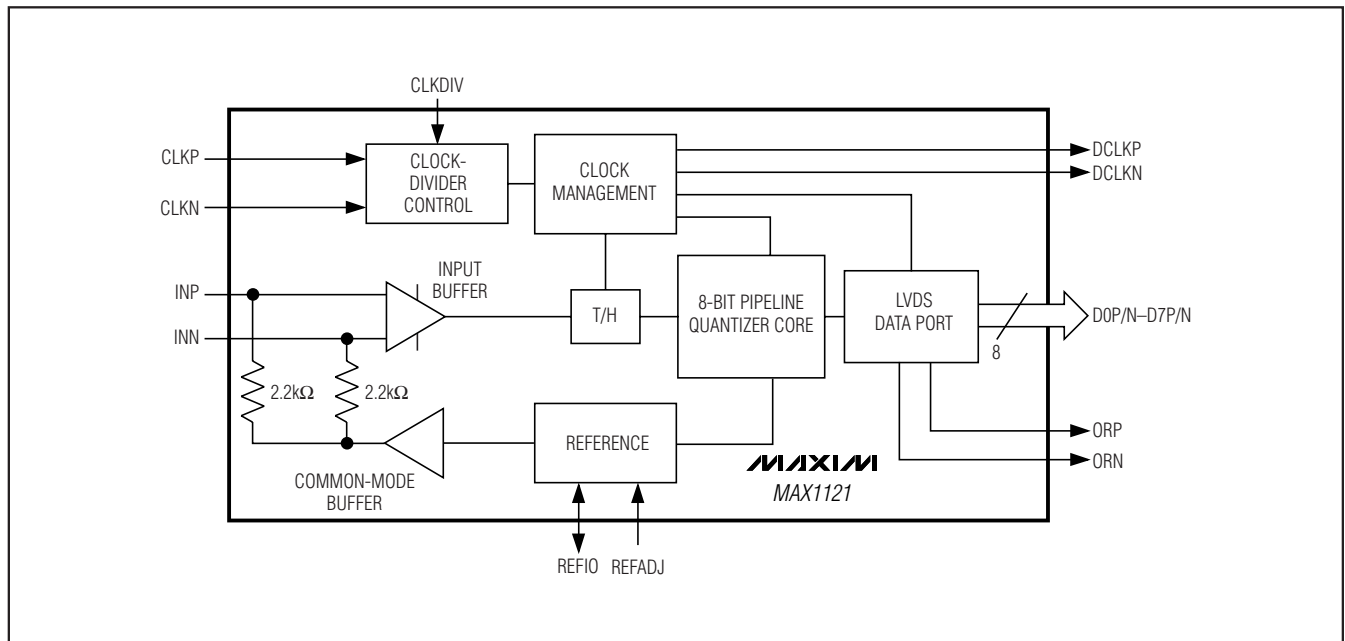 CLKDIV
CLKP
CLKN
CLOCK-
DIVIDER
CONTROL
CLOCK
MANAGEMENT
DCLKP
DCLKN
INP
INN
INPUT
BUFFER
T/H
8-BIT PIPELINE
QUANTIZER CORE
LVDS
DATA PORT
8
D0P/N–D7P/N
2.2kΩ
2.2kΩ
COMMON-MODE
BUFFER
REFERENCE
MAXIM
MAX1121
ORP
ORN
REFIO
REFADJ